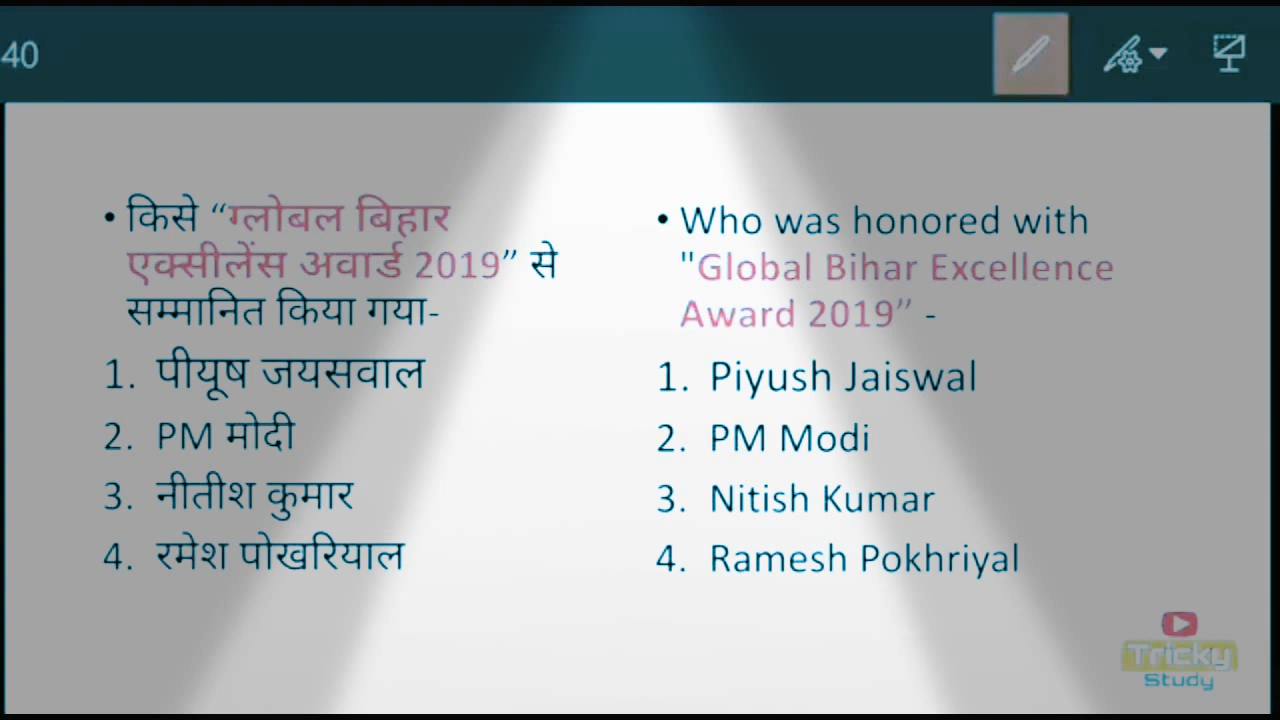 40
• किसे “ग्लोबल बिहार
एक्सीलेंस अवार्ड 2019” से
सम्मानित किया गया-
1. पीयूष जयसवाल
2. PM मोदी
3. नीतीश कुमार
4. रमेश पोखरियाल
• Who was honored with
"Global Bihar Excellence
Award 2019” -
1. Piyush Jaiswal
2. PM Modi
3. Nitish Kumar
4. Ramesh Pokhriyal
Tricky
Study